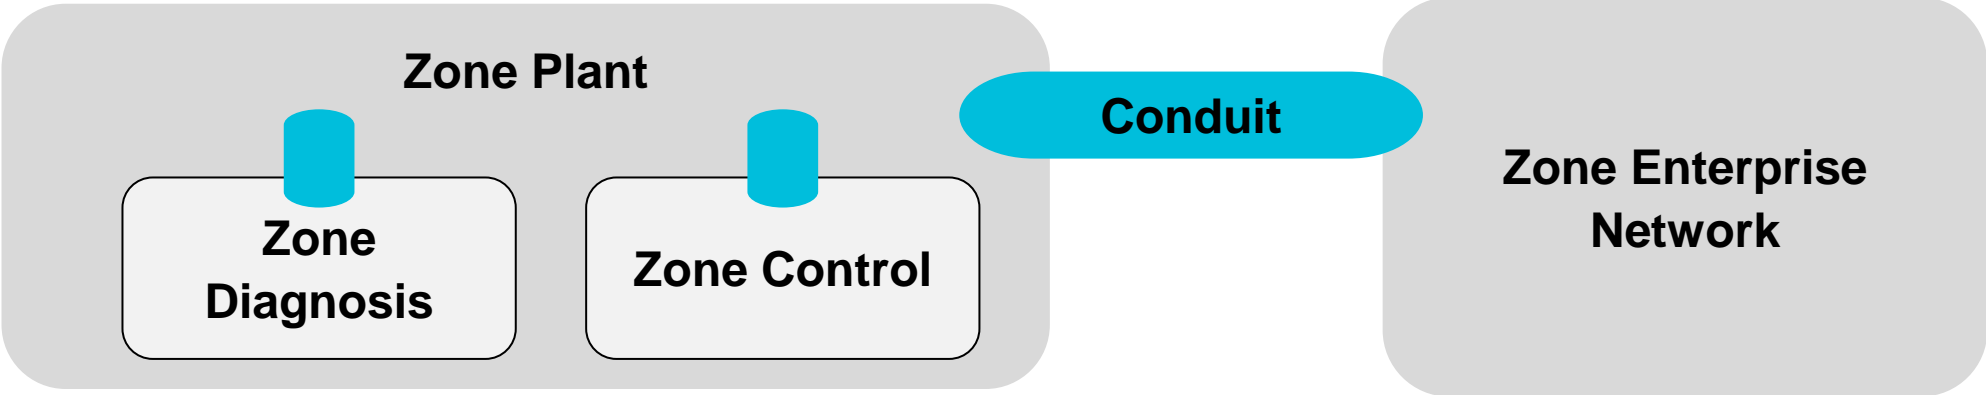 Zone Plant
Zone
Diagnosis
Zone Control
Conduit
Zone Enterprise
Network